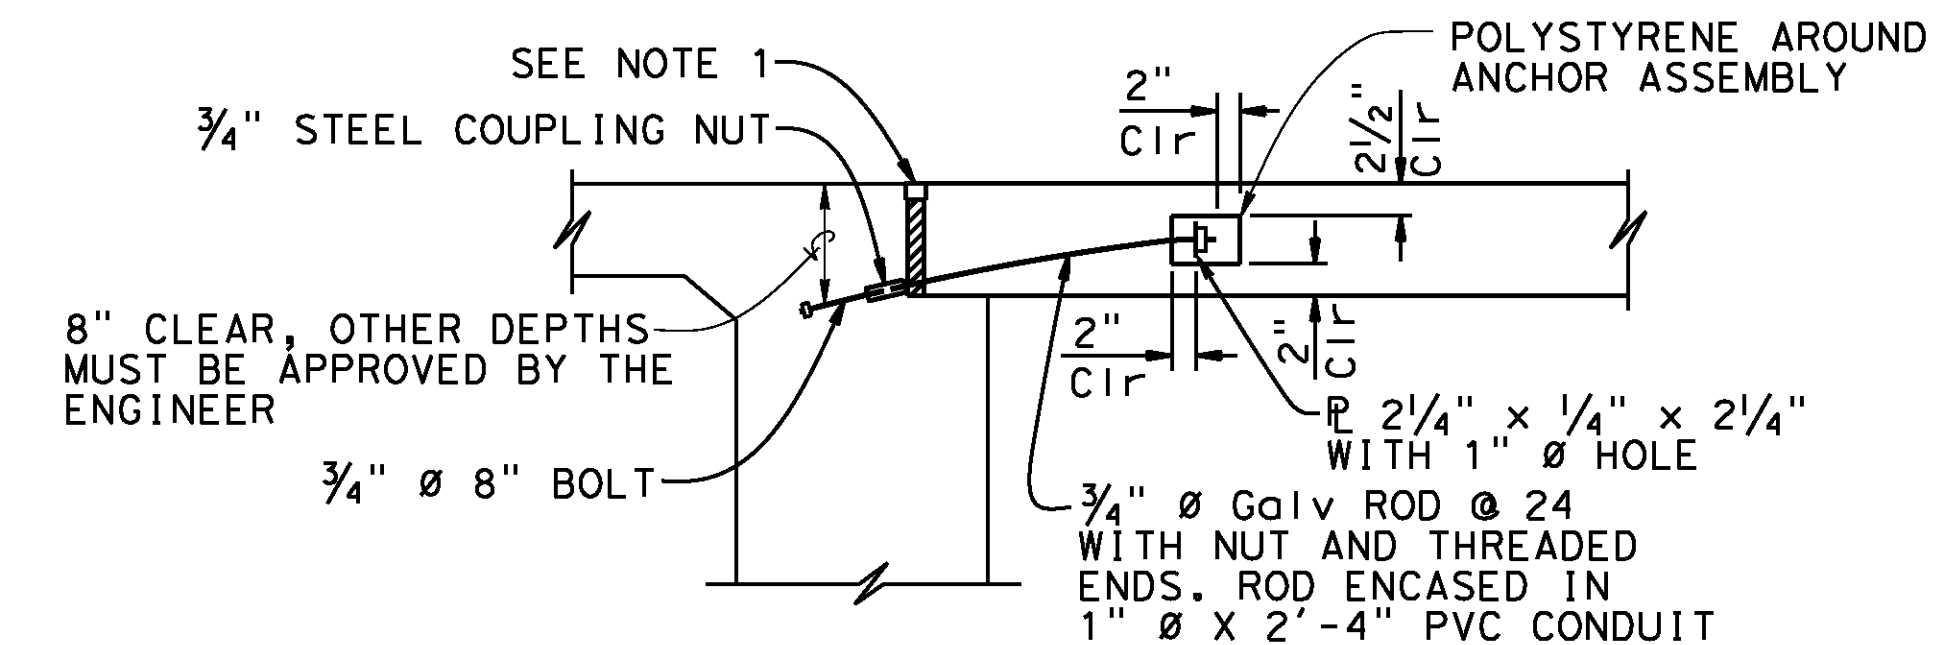 SEE NOTE 1
¾" STEEL COUPLING NUT
8" CLEAR, OTHER DEPTHS
MUST BE APPROVED BY THE
ENGINEER
¾" Ø 8" BOLT
2"
Clr
POLYSTYRENE AROUND
ANCHOR ASSEMBLY
2½"
Clr
2"
Clr
2"
Clr
℄ 2¼" x ¼" x 2¼"
WITH 1" Ø HOLE
¾" Ø Galv ROD @ 24
WITH NUT AND THREADED
ENDS. ROD ENCASED IN
1" Ø X 2'-4" PVC CONDUIT